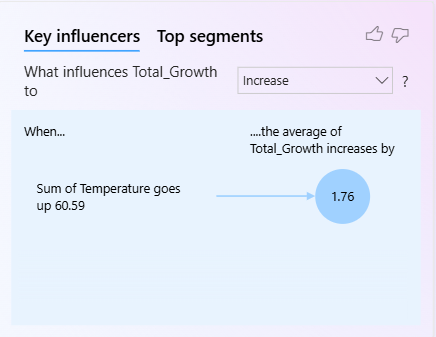 Key influencers Top segments
What influences Total_Growth
to
Increase
?
When...
....the average of
Total_Growth increases by
Sum of Temperature goes
up 60.59
1.76